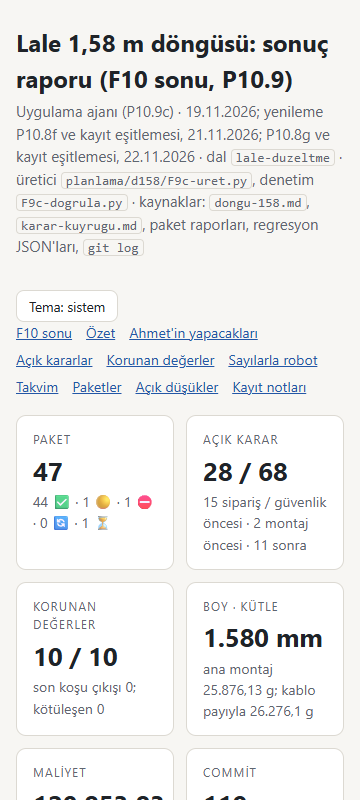 Lale 1,58 m döngüsü: sonuç
raporu (F10 sonu, P10.9)
Uygulama ajanı (P10.9c) · 19.11.2026; yenileme
P10.8f ve kayıt eşitlemesi, 21.11.2026; P10.8g ve
kayıt eşitlemesi, 22.11.2026 · dal lale-duzeltme ·
üretici planlama/d158/F9c-uret.py, denetim
F9c-dogrula.py · kaynaklar: dongu-158.md,
karar-kuyrugu.md, paket raporları, regresyon
JSON'ları, git log
Tema: sistem
F10 sonu Özet Ahmet'in yapacakları
Açık kararlar Korunan değerler Sayılarla robot
Takvim Paketler Açık düşükler Kayıt notları
PAKET
47
44 ✅ · 1 🟡 · 1 ⛔
· 0 🔄 · 1 ⏳
AÇIK KARAR
28 / 68
15 sipariş / güvenlik
öncesi · 2 montaj
öncesi · 11 sonra
KORUNAN
DEĞERLER
10 / 10
son koşu çıkışı 0;
kötüleşen 0
BOY · KÜTLE
1.580 mm
ana montaj
25.876,13 g; kablo
payıyla 26.276,1 g
MALİYET
COMMİT